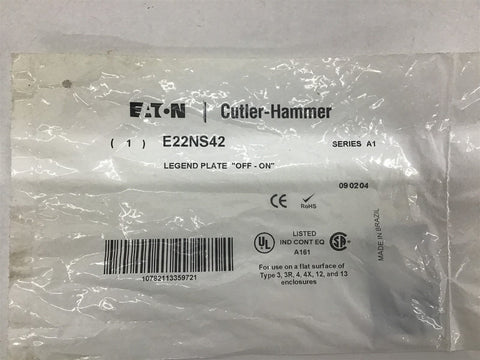 EATON | Cutler-Hammer
( 1 ) E22NS42 SERIES A1
LEGEND PLATE "OFF - ON"
CE RoHS
090204
MADE IN BRAZIL
UL LISTED SA
IND CONT EQ
A161
10782113359721
For use on a flat surface of
Type 3, 3R, 4, 4X, 12, and 13
enclosures